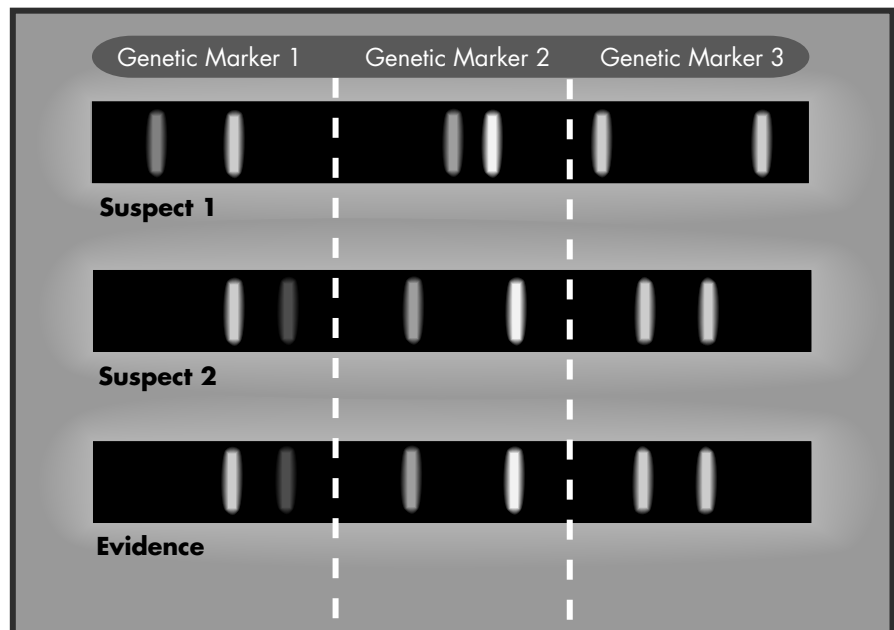 Genetic Marker 1 Genetic Marker 2 Genetic Marker 3
Suspect 1
Suspect 2
Evidence